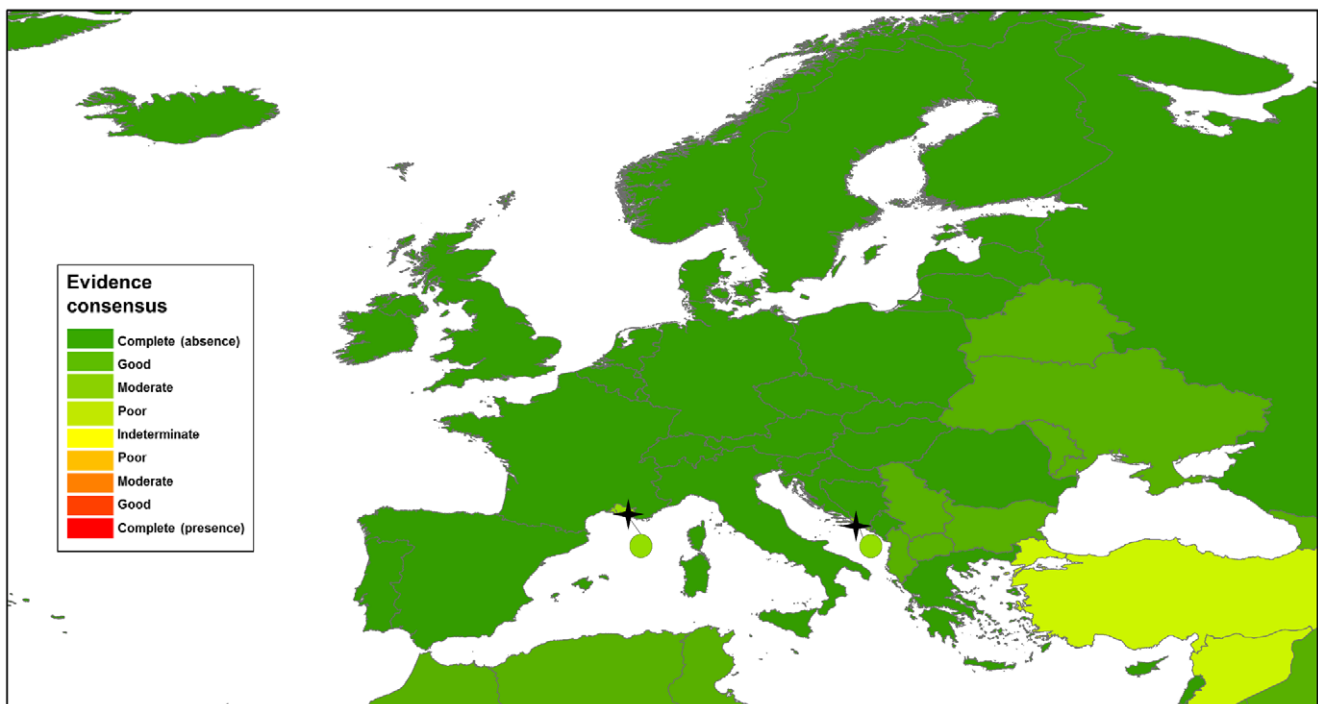 Evidence
consensus
Complete (absence)
Good
Moderate
Poor
Indeterminate
Poor
Moderate
Good
Complete (presence)